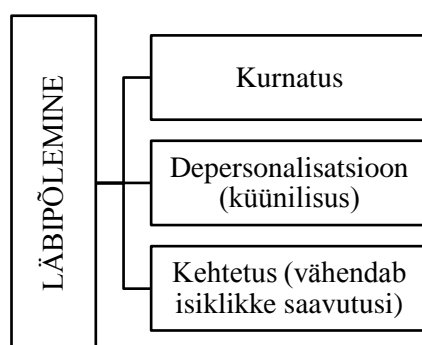 LÄBIPÕLEMINE
Kurnatus
Depersonalisatsioon
(küünilisus)
Kehtetus (vähendab
isiklikke saavutusi)